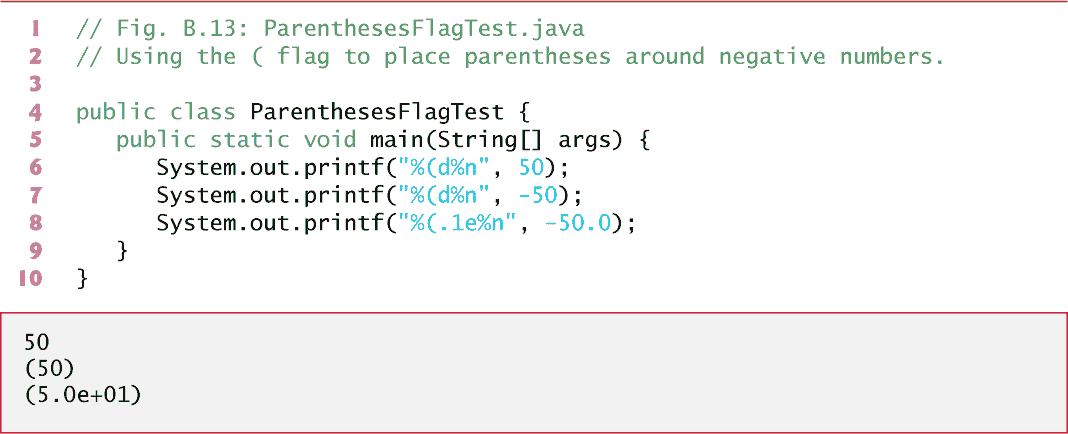 1 // Fig. B.13: ParenthesesFlagTest.java
2 // Using the ( flag to place parentheses around negative numbers.
3
4 public class ParenthesesFlagTest {
5 public static void main(String[] args) {
6 System.out.printf("%(d%n", 50);
7 System.out.printf("%(d%n", -50);
8 System.out.printf("%(.1e%n", -50.0);
9 }
10 }
50
(50)
(5.0e+01)